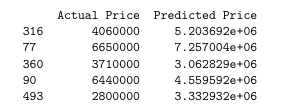 Actual Price Predicted Price
316 4060000 5.203692e+06
77 6650000 7.257004e+06
360 3710000 3.062829e+06
90 6440000 4.559592e+06
493 2800000 3.332932e+06